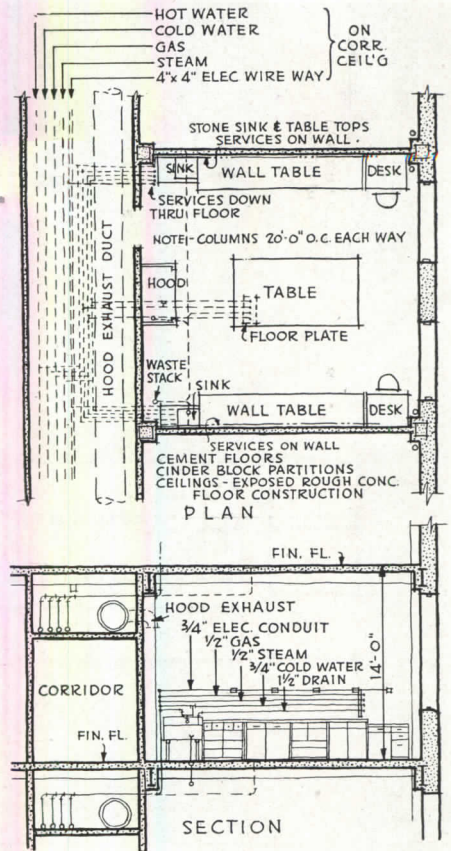 HOT WATER
COLD WATER
GAS
STEAM
4"x 4" ELEC WIRE WAY
ON
CORR.
CEIL'G
STONE SINK & TABLE TOPS
SERVICES ON WALL.
SINK
WALL TABLE
DESK
SERVICES DOWN
THRU FLOOR
NOTE-COLUMNS 20'-0" O.C. EACH WAY
HOOD EXHAUST DUCT
HOOD
TABLE
FLOOR PLATE
WASTE
STACK
SINK
WALL TABLE
DESK
SERVICES ON WALL
CEMENT FLOORS
CINDER BLOCK PARTITIONS
CEILINGS - EXPOSED ROUGH CONC.
FLOOR CONSTRUCTION
PLAN
FIN. FL.
HOOD EXHAUST
3/4" ELEC. CONDUIT
1/2" GAS
1/2" STEAM
3/4" COLD WATER
1 1/2" DRAIN
14'-0"
CORRIDOR
FIN. FL.
SECTION